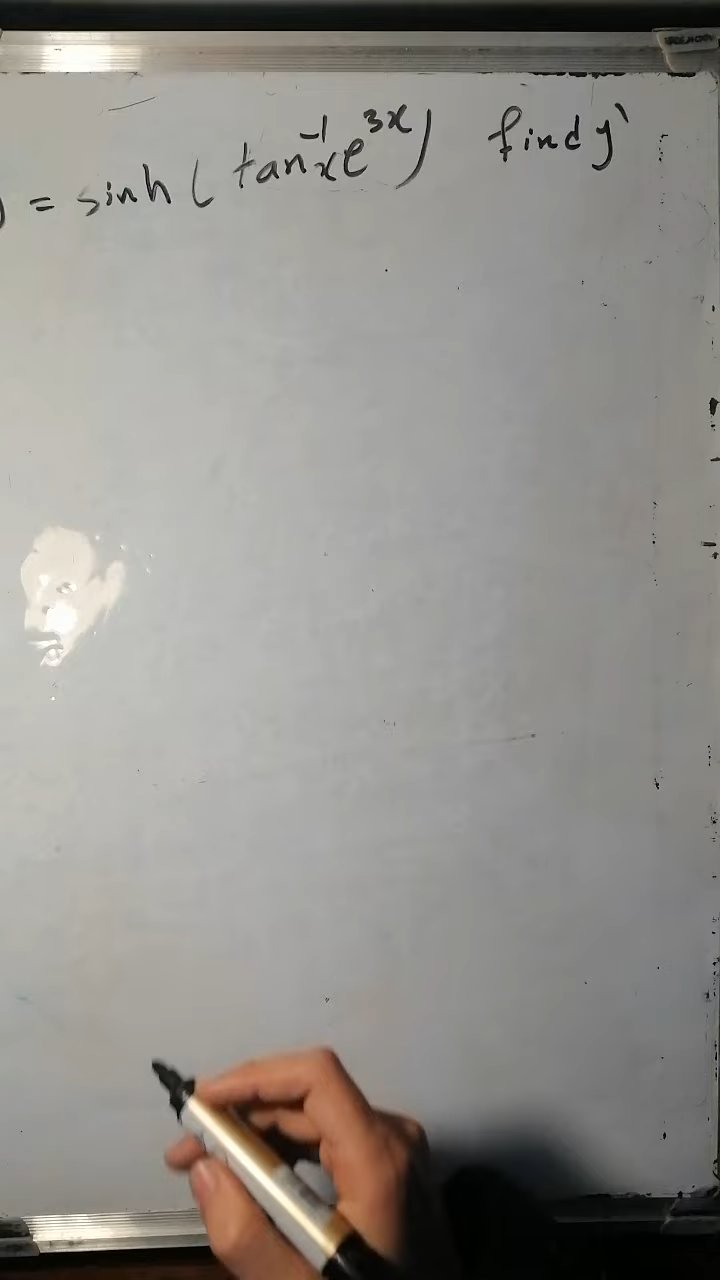 = sinh ( tan⁻¹x e³ˣ ) find y'